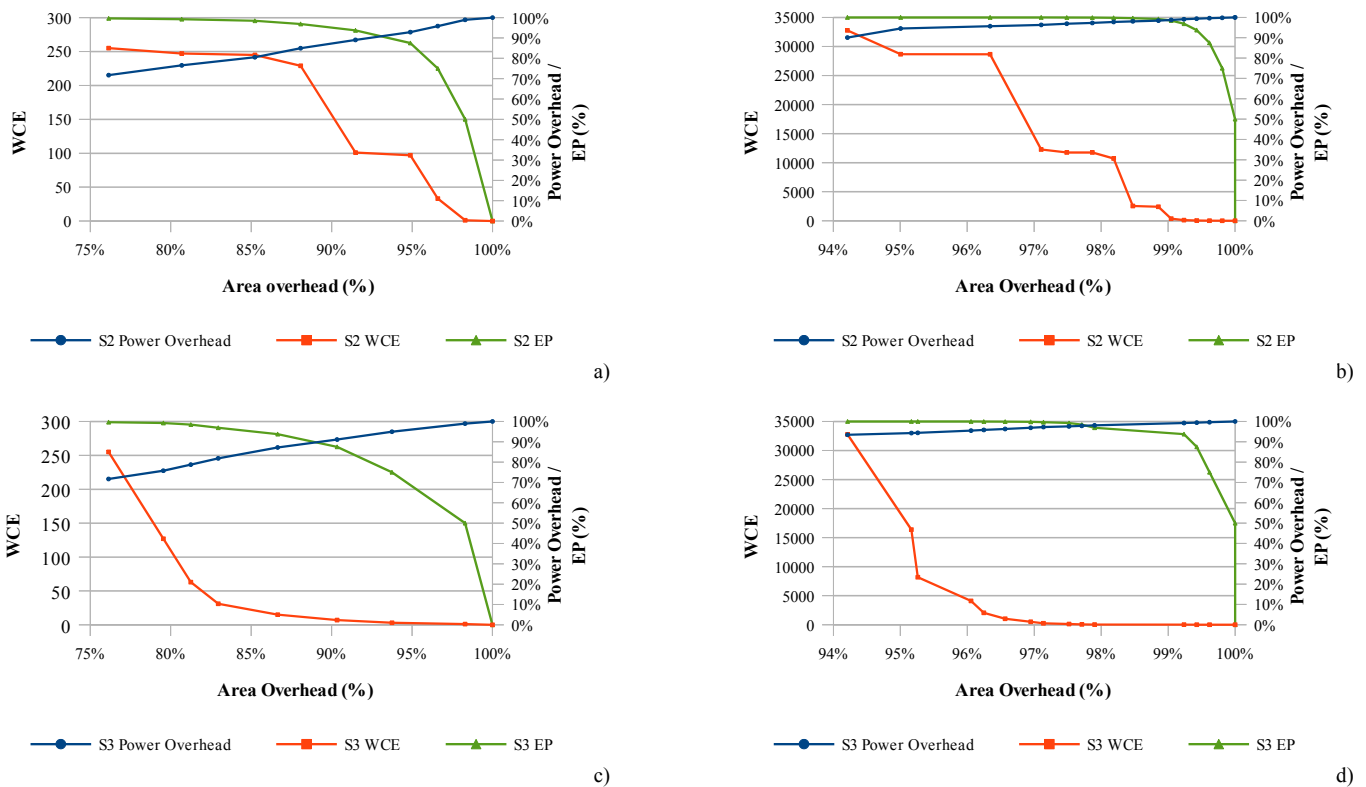 300
250
200
150
100
50
0
WCE
100%
90%
80%
70%
60%
50%
40%
30%
20%
10%
0%
Power Overhead /
EP (%)
75% 80% 85% 90% 95% 100%
Area overhead (%)
S2 Power Overhead S2 WCE S2 EP
a)
35000
30000
25000
20000
15000
10000
5000
0
WCE
100%
90%
80%
70%
60%
50%
40%
30%
20%
10%
0%
Power Overhead /
EP (%)
94% 95% 96% 97% 98% 99% 100%
Area Overhead (%)
S2 Power Overhead S2 WCE S2 EP
b)
300
250
200
150
100
50
0
WCE
100%
90%
80%
70%
60%
50%
40%
30%
20%
10%
0%
Power Overhead /
EP (%)
75% 80% 85% 90% 95% 100%
Area Overhead (%)
S3 Power Overhead S3 WCE S3 EP
c)
35000
30000
25000
20000
15000
10000
5000
0
WCE
100%
90%
80%
70%
60%
50%
40%
30%
20%
10%
0%
Power Overhead /
EP (%)
94% 95% 96% 97% 98% 99% 100%
Area Overhead (%)
S3 Power Overhead S3 WCE S3 EP
d)